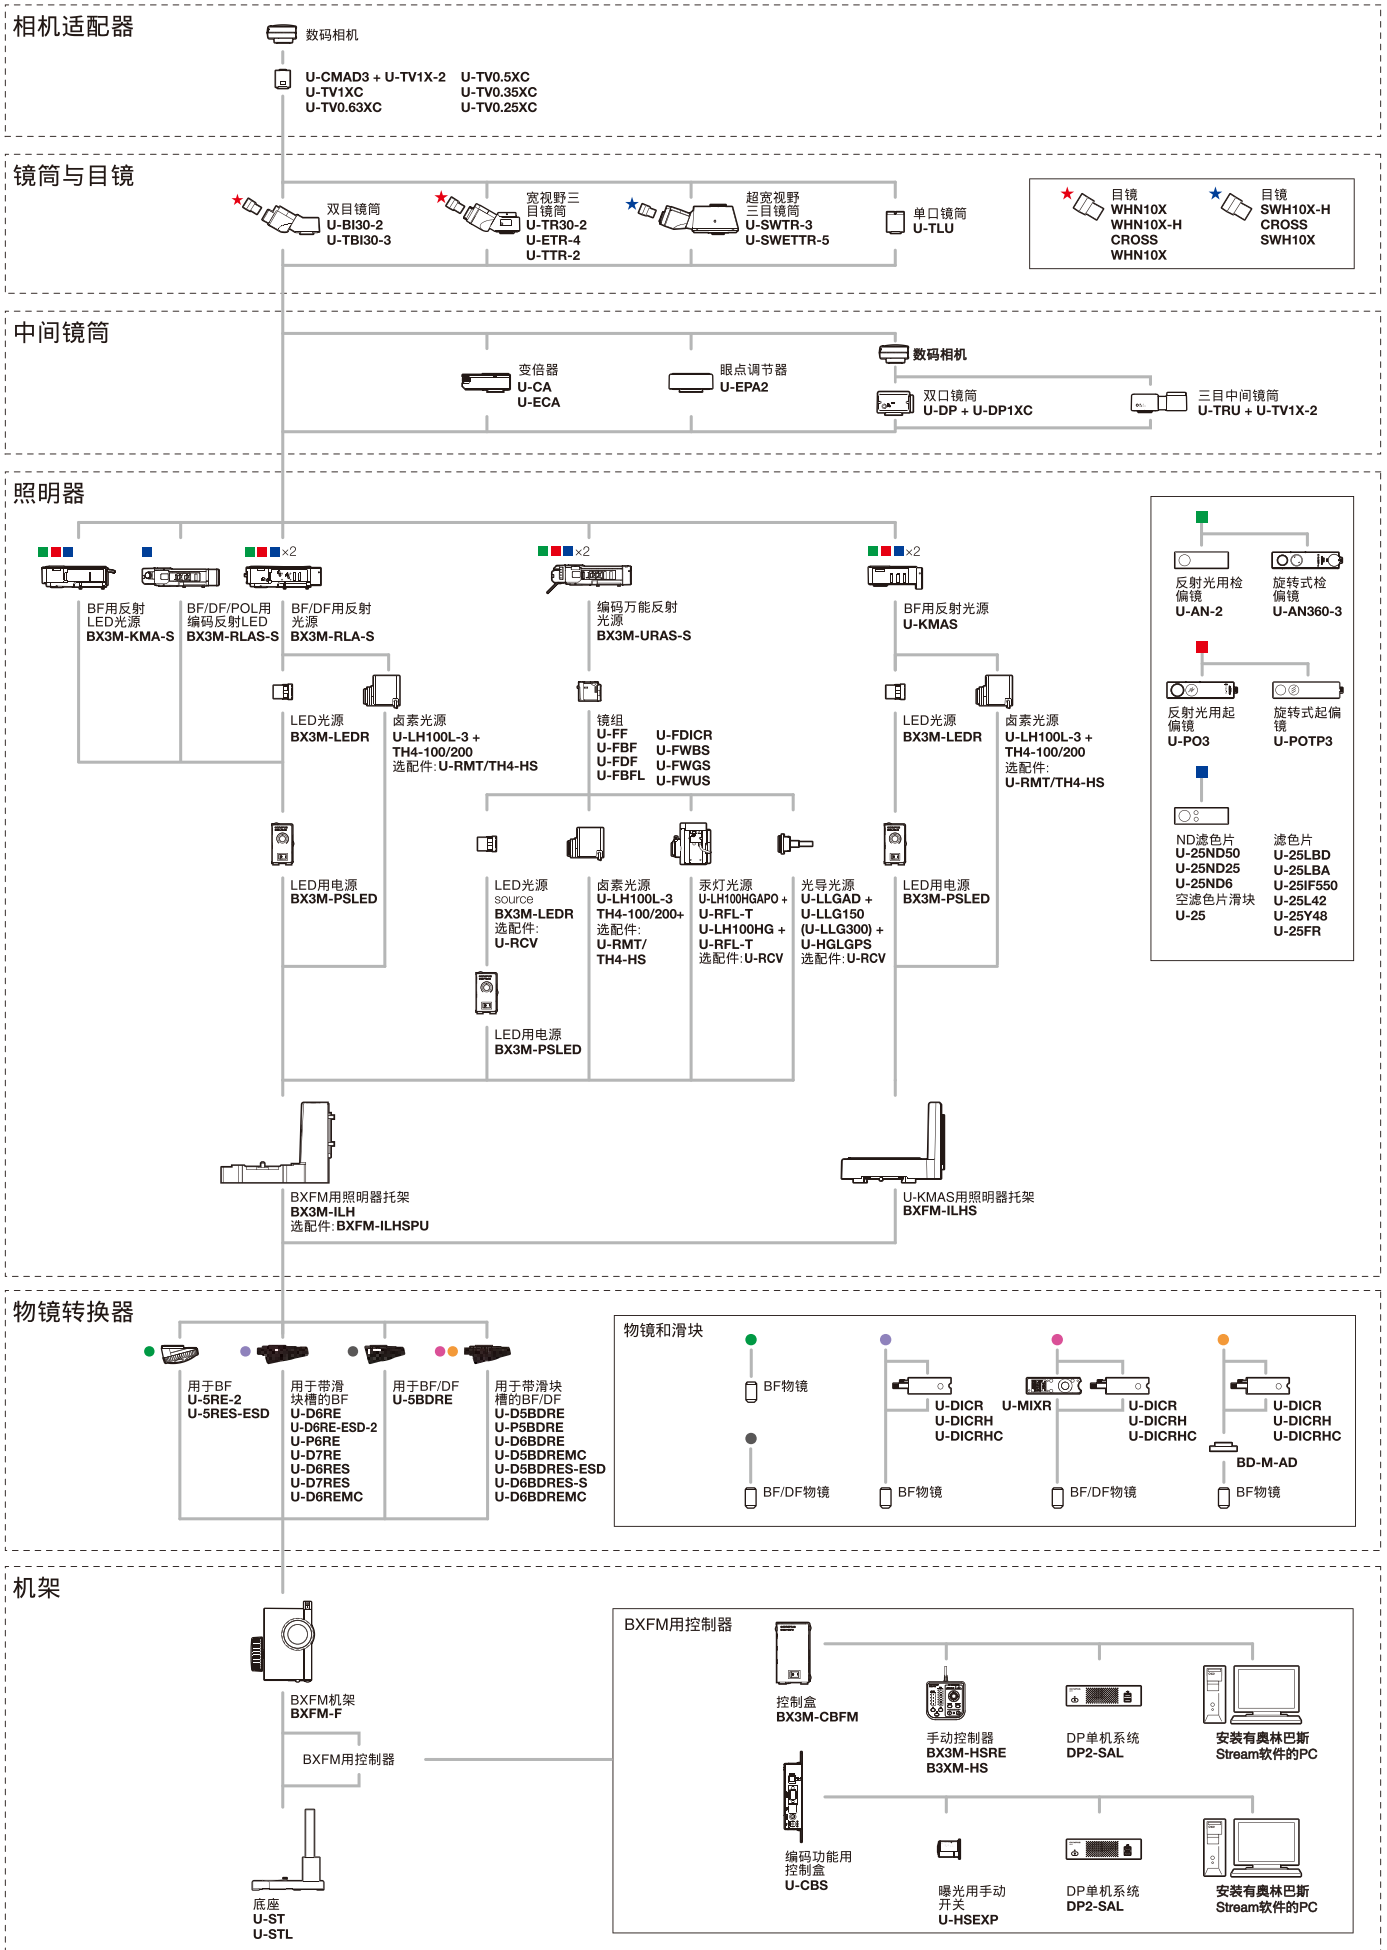 相机适配器
数码相机
U-CMAD3 + U-TV1X-2
U-TV1XC
U-TV0.63XC
U-TV0.5XC
U-TV0.35XC
U-TV0.25XC
镜筒与目镜
双目镜筒
U-BI30-2
U-TBI30-3
宽视野三
目镜筒
U-TR30-2
U-ETR-4
U-TTR-2
超宽视野
三目镜筒
U-SWTR-3
U-SWETTR-5
单口镜筒
U-TLU
目镜
WHN10X
WHN10X-H
CROSS
WHN10X
目镜
SWH10X-H
CROSS
SWH10X
中间镜筒
变倍器
U-CA
U-ECA
眼点调节器
U-EPA2
数码相机
双口镜筒
U-DP + U-DP1XC
三目中间镜筒
U-TRU + U-TV1X-2
照明器
×2
×2
×2
BF用反射
LED光源
BX3M-KMA-S
BF/DF/POL用
编码反射LED
BX3M-RLAS-S
BF/DF用反射
光源
BX3M-RLA-S
编码万能反射
光源
BX3M-URAS-S
BF用反射光源
U-KMAS
LED光源
BX3M-LEDR
卤素光源
U-LH100L-3 +
TH4-100/200
选配件: U-RMT/TH4-HS
镜组
U-FF
U-FBF
U-FDF
U-FBFL
U-FDICR
U-FWBS
U-FWGS
U-FWUS
LED光源
BX3M-LEDR
卤素光源
U-LH100L-3 +
TH4-100/200
选配件:
U-RMT/TH4-HS
LED用电源
BX3M-PSLED
LED光源
source
BX3M-LEDR
选配件:
U-RCV
卤素光源
U-LH100L-3
TH4-100/200+
选配件:
U-RMT/
TH4-HS
汞灯光源
U-LH100HGAPO +
U-RFL-T
U-LH100HG +
U-RFL-T
选配件: U-RCV
光导光源
U-LLGAD +
U-LLG150
(U-LLG300) +
U-HGLGPS
选配件: U-RCV
LED用电源
BX3M-PSLED
LED用电源
BX3M-PSLED
BXFM用照明器托架
BX3M-ILH
选配件: BXFM-ILHSPU
U-KMAS用照明器托架
BXFM-ILHS
反射光用检
偏镜
U-AN-2
旋转式检
偏镜
U-AN360-3
反射光用起
偏镜
U-PO3
旋转式起偏
镜
U-POTP3
ND滤色片
U-25ND50
U-25ND25
U-25ND6
空滤色片滑块
U-25
滤色片
U-25LBD
U-25LBA
U-25IF550
U-25L42
U-25Y48
U-25FR
物镜转换器
用于BF
U-5RE-2
U-5RES-ESD
用于带滑
块槽的BF
U-D6RE
U-D6RE-ESD-2
U-P6RE
U-D7RE
U-D6RES
U-D7RES
U-D6REMC
用于BF/DF
U-5BDRE
用于带滑块
槽的BF/DF
U-D5BDRE
U-P5BDRE
U-D6BDRE
U-D5BDREMC
U-D5BDRES-ESD
U-D6BDRES-S
U-D6BDREMC
物镜和滑块
BF物镜
BF/DF物镜
U-DICR
U-DICRH
U-DICRHC
BF物镜
U-MIXR
U-DICR
U-DICRH
U-DICRHC
BF/DF物镜
U-DICR
U-DICRH
U-DICRHC
BD-M-AD
BF物镜
机架
BXFM机架
BXFM-F
BXFM用控制器
底座
U-ST
U-STL
BXFM用控制器
控制盒
BX3M-CBFM
手动控制器
BX3M-HSRE
B3XM-HS
DP单机系统
DP2-SAL
安装有奥林巴斯
Stream软件的PC
编码功能用
控制盒
U-CBS
曝光用手动
开关
U-HSEXP
DP单机系统
DP2-SAL
安装有奥林巴斯
Stream软件的PC